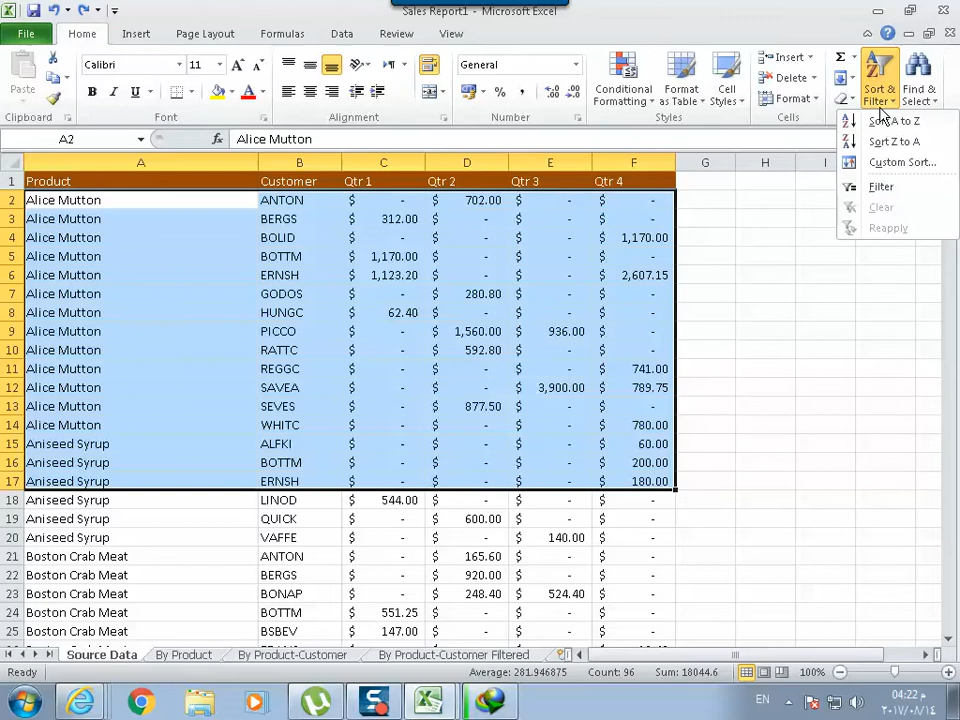 Sales Report1 - Microsoft Excel
File Home Insert Page Layout Formulas Data Review View
Paste
Calibri 11
B I U
General
Conditional Formatting
Format as Table
Cell Styles
Insert
Delete
Format
Sort & Filter
Find & Select
Clipboard Font Alignment Number Styles Cells
A2 fx Alice Mutton
Sort A to Z
Sort Z to A
Custom Sort...
Filter
Clear
Reapply
A B C D E F G H I
1 Product Customer Qtr 1 Qtr 2 Qtr 3 Qtr 4
2 Alice Mutton ANTON $ - $ 702.00 $ - $ -
3 Alice Mutton BERGS $ 312.00 $ - $ - $ -
4 Alice Mutton BOLID $ - $ - $ - $ 1,170.00
5 Alice Mutton BOTTM $ 1,170.00 $ - $ - $ -
6 Alice Mutton ERNSH $ 1,123.20 $ - $ - $ 2,607.15
7 Alice Mutton GODOS $ - $ 280.80 $ - $ -
8 Alice Mutton HUNGC $ 62.40 $ - $ - $ -
9 Alice Mutton PICCO $ - $ 1,560.00 $ 936.00 $ -
10 Alice Mutton RATTC $ - $ 592.80 $ - $ -
11 Alice Mutton REGGC $ - $ - $ - $ 741.00
12 Alice Mutton SAVEA $ - $ - $ 3,900.00 $ 789.75
13 Alice Mutton SEVES $ - $ 877.50 $ - $ -
14 Alice Mutton WHITC $ - $ - $ - $ 780.00
15 Aniseed Syrup ALFKI $ - $ - $ - $ 60.00
16 Aniseed Syrup BOTTM $ - $ - $ - $ 200.00
17 Aniseed Syrup ERNSH $ - $ - $ - $ 180.00
18 Aniseed Syrup LINOD $ 544.00 $ - $ - $ -
19 Aniseed Syrup QUICK $ - $ 600.00 $ - $ -
20 Aniseed Syrup VAFFE $ - $ - $ 140.00 $ -
21 Boston Crab Meat ANTON $ - $ 165.60 $ - $ -
22 Boston Crab Meat BERGS $ - $ 920.00 $ - $ -
23 Boston Crab Meat BONAP $ - $ 248.40 $ 524.40 $ -
24 Boston Crab Meat BOTTM $ 551.25 $ - $ - $ -
25 Boston Crab Meat BSBEV $ 147.00 $ - $ - $ -
Source Data By Product By Product-Customer By Product-Customer Filtered
Ready Average: 281.946875 Count: 96 Sum: 18044.6 100%
EN
04:22 م
٢٠١٧/٠٨/١٤